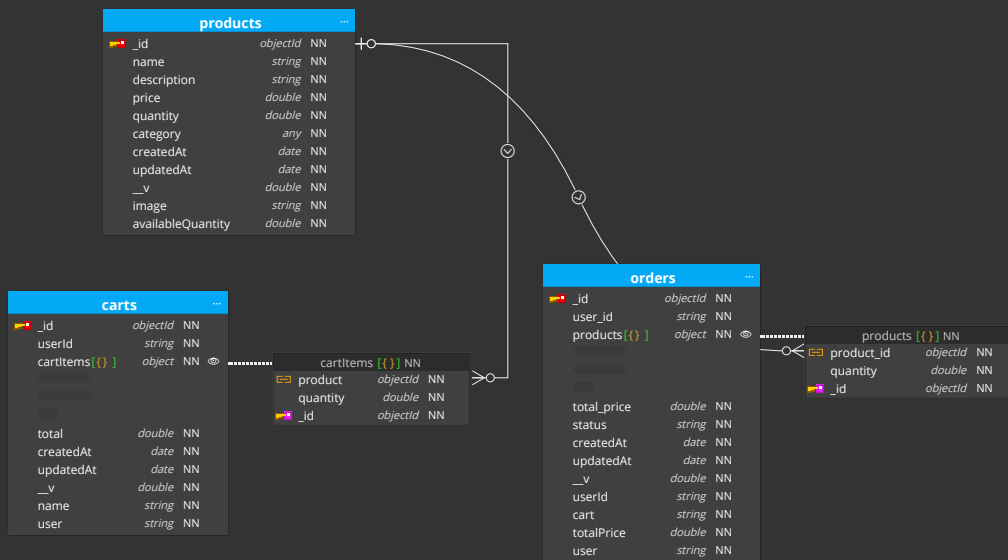 products ...
_id objectId NN
name string NN
description string NN
price double NN
quantity double NN
category any NN
createdAt date NN
updatedAt date NN
__v double NN
image string NN
availableQuantity double NN
carts ...
_id objectId NN
userId string NN
cartItems[{} ] object NN
total double NN
createdAt date NN
updatedAt date NN
__v double NN
name string NN
user string NN
cartItems [{}] NN
product objectId NN
quantity double NN
_id objectId NN
orders ...
_id objectId NN
user_id string NN
products[{} ] object NN
total_price double NN
status string NN
createdAt date NN
updatedAt date NN
__v double NN
userId string NN
cart string NN
totalPrice double NN
user string NN
products [{}] NN
product_id objectId NN
quantity double NN
_id objectId NN